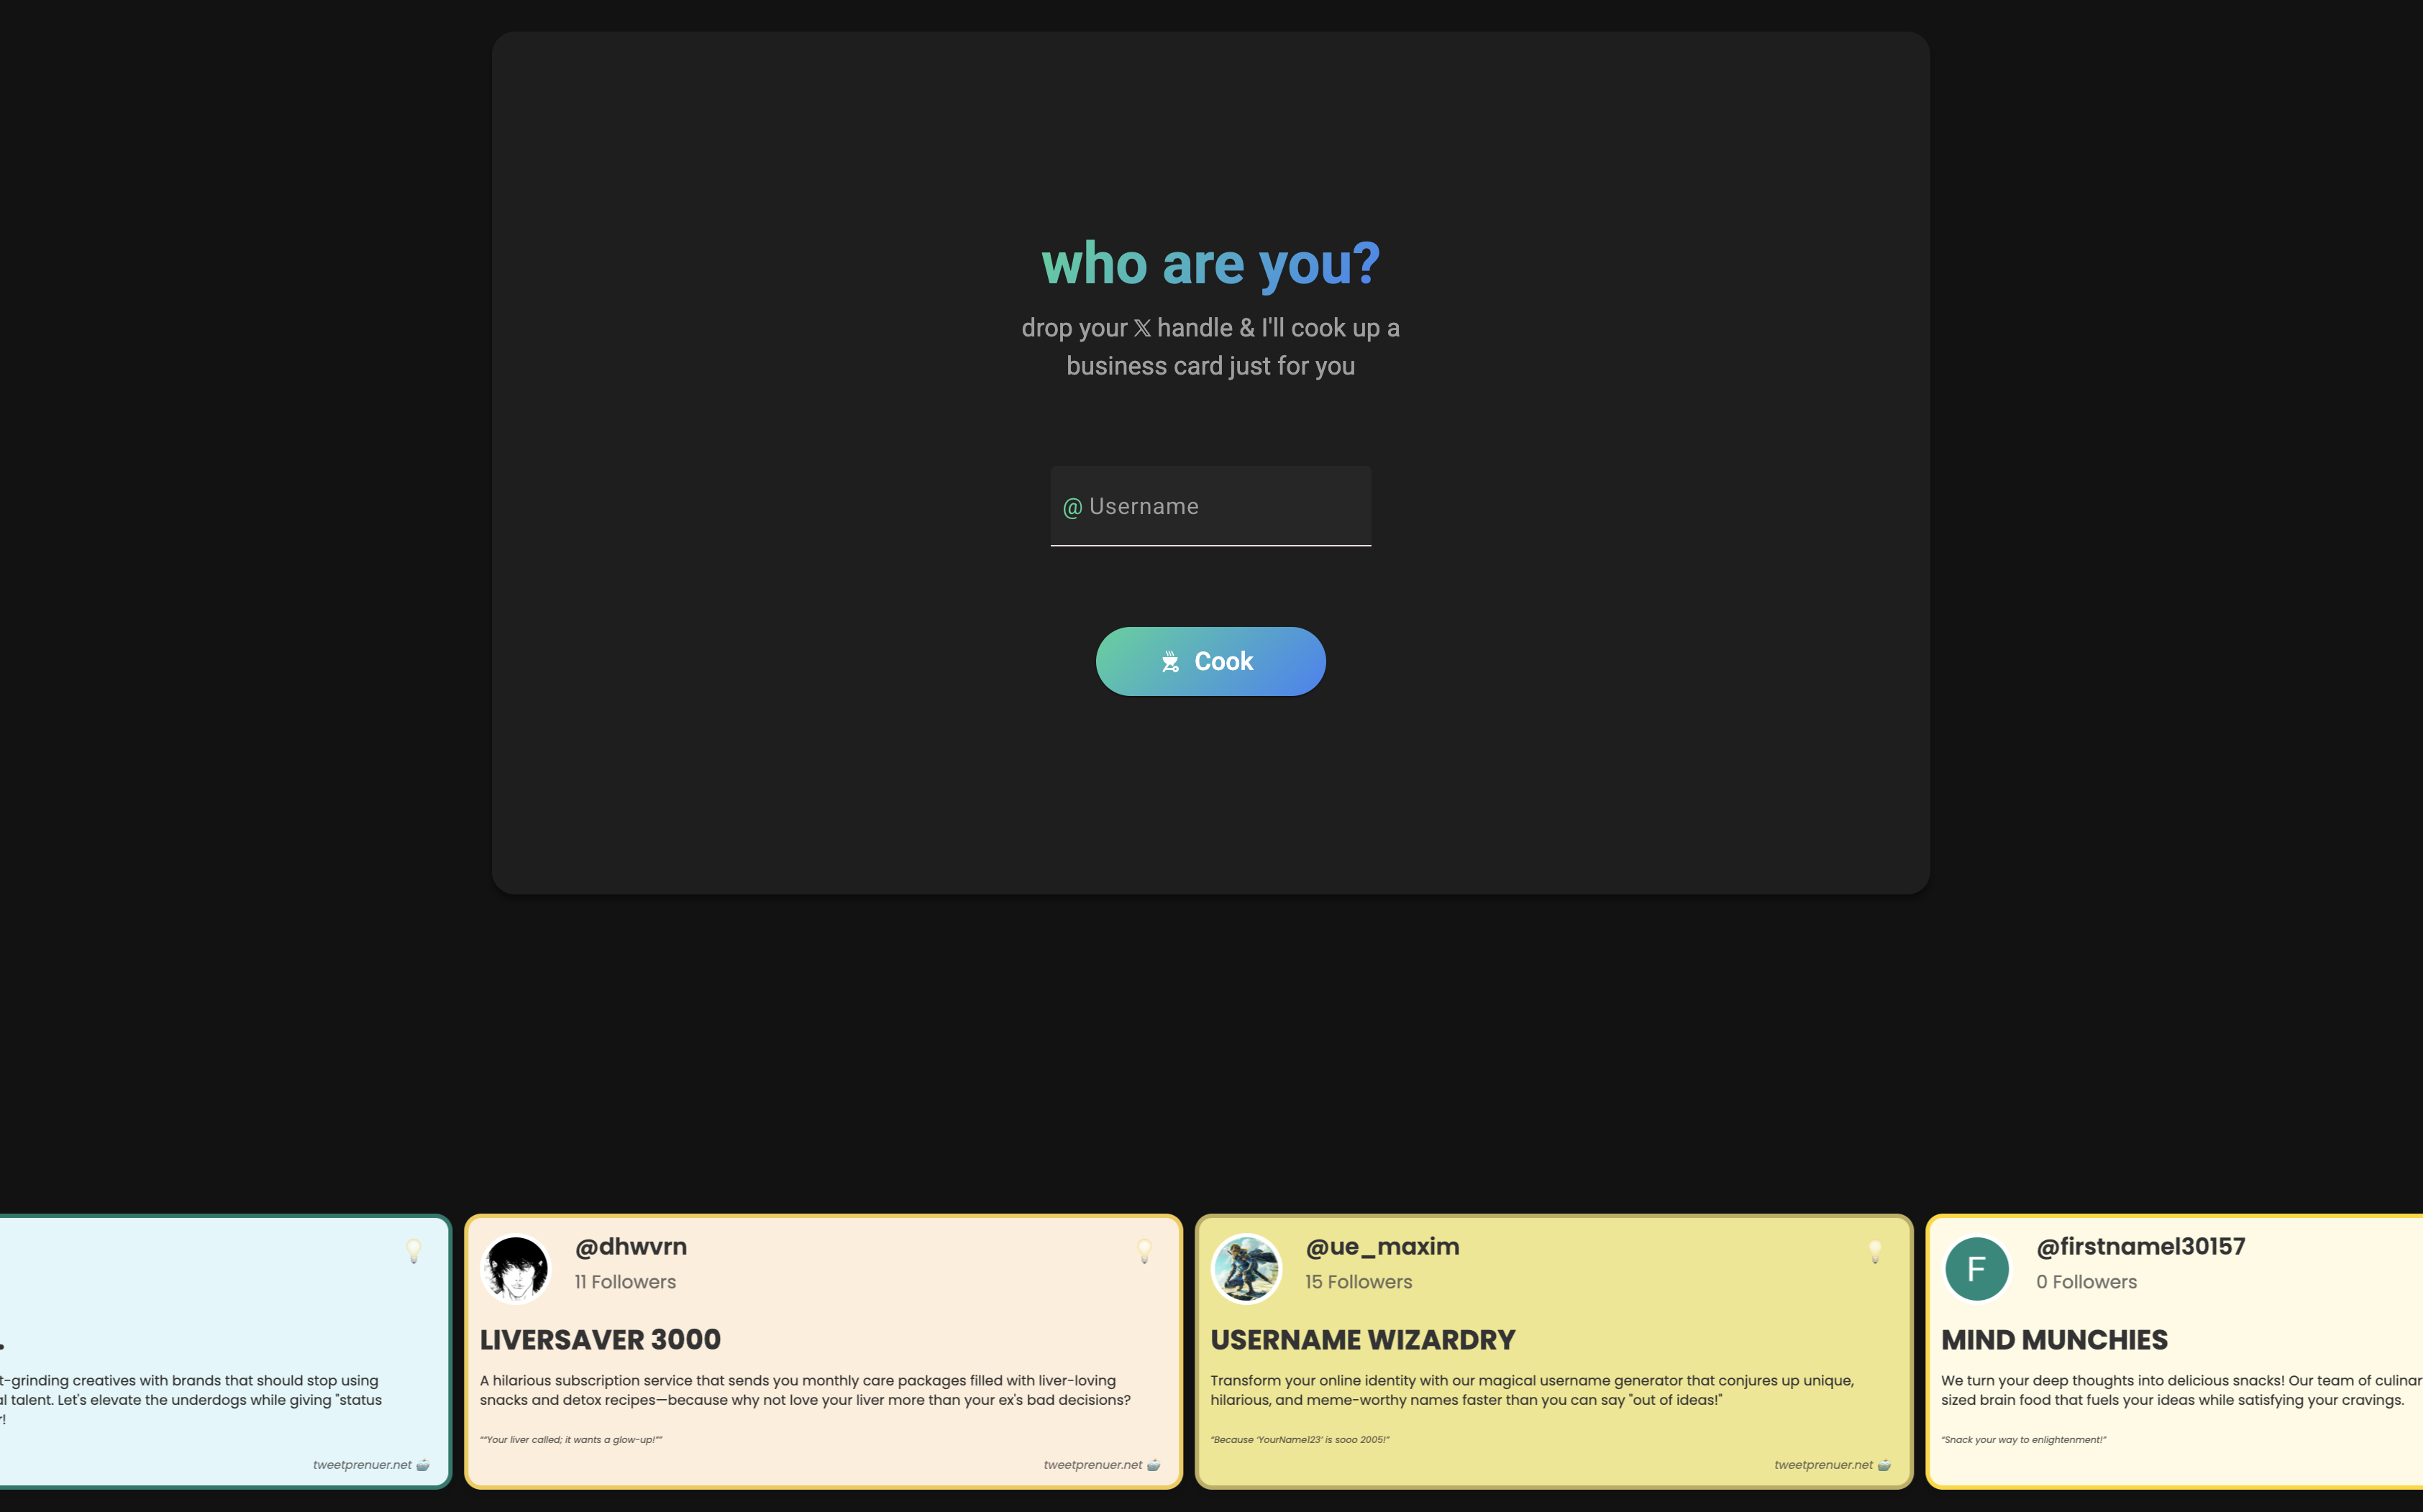 who are you?
drop your 𝕏 handle & I'll cook up a
business card just for you
@ Username
Cook
.
t-grinding creatives with brands that should stop using
al talent. Let's elevate the underdogs while giving "status
r!
tweetprenuer.net
@dhwvrn
11 Followers
LIVERSAVER 3000
A hilarious subscription service that sends you monthly care packages filled with liver-loving
snacks and detox recipes—because why not love your liver more than your ex's bad decisions?
"“Your liver called; it wants a glow-up!”"
tweetprenuer.net
@ue_maxim
15 Followers
USERNAME WIZARDRY
Transform your online identity with our magical username generator that conjures up unique,
hilarious, and meme-worthy names faster than you can say "out of ideas!"
"Because 'YourName123' is sooo 2005!"
tweetprenuer.net
F
@firstnamel30157
0 Followers
MIND MUNCHIES
We turn your deep thoughts into delicious snacks! Our team of culinar
sized brain food that fuels your ideas while satisfying your cravings.
"Snack your way to enlightenment!"